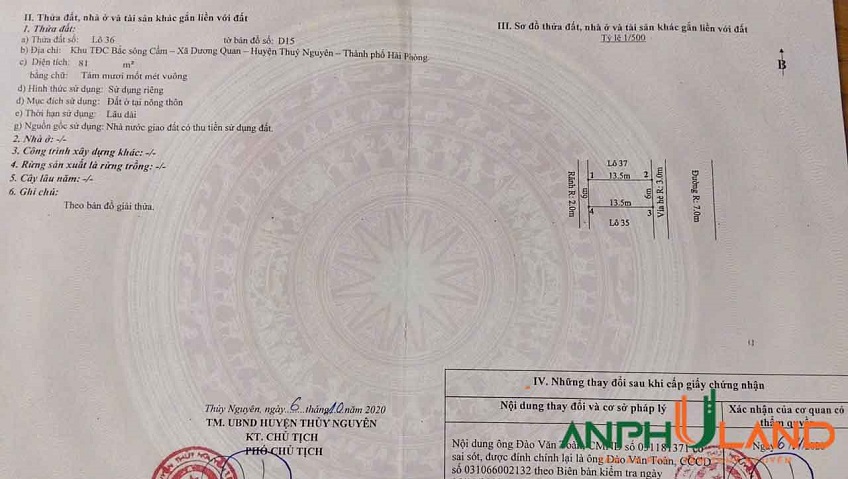 II. Thửa đất, nhà ở và tài sản khác gắn liền với đất
1. Thửa đất:
a) Thửa đất số: Lô 36 tờ bản đồ số: D15
b) Địa chỉ: Khu TĐC Bắc sông Cấm – Xã Dương Quan – Huyện Thuỷ Nguyên – Thành phố Hải Phòng
c) Diện tích: 81 m²
bằng chữ: Tám mươi mốt mét vuông
d) Hình thức sử dụng: Sử dụng riêng
đ) Mục đích sử dụng: Đất ở tại nông thôn
e) Thời hạn sử dụng: Lâu dài
g) Nguồn gốc sử dụng: Nhà nước giao đất có thu tiền sử dụng đất.
2. Nhà ở: -/-
3. Công trình xây dựng khác: -/-
4. Rừng sản xuất là rừng trồng: -/-
5. Cây lâu năm: -/-
6. Ghi chú:
Theo bản đồ giải thửa.
Thủy Nguyên, ngày 6 tháng 10 năm 2020
TM. UBND HUYỆN THỦY NGUYÊN
KT. CHỦ TỊCH
PHÓ CHỦ TỊCH
III. Sơ đồ thửa đất, nhà ở và tài sản khác gắn liền với đất
Tỷ lệ 1/500
B
Lô 37
1 13.5m 2
Rãnh R: 2.0m
6m
6m
Vỉa hè R: 3.0m
Đường R: 7.0m
4 13.5m 3
Lô 35
IV. Những thay đổi sau khi cấp giấy chứng nhận
Nội dung thay đổi và cơ sở pháp lý
Xác nhận của cơ quan có
thẩm quyền
ANPHULAND
Nội dung ông Đào Văn Toản, CMND số 031181371 có
sai sót, được đính chính lại là ông Đào Văn Toản, CCCD
số 031066002132 theo Biên bản kiểm tra ngày
Ngày